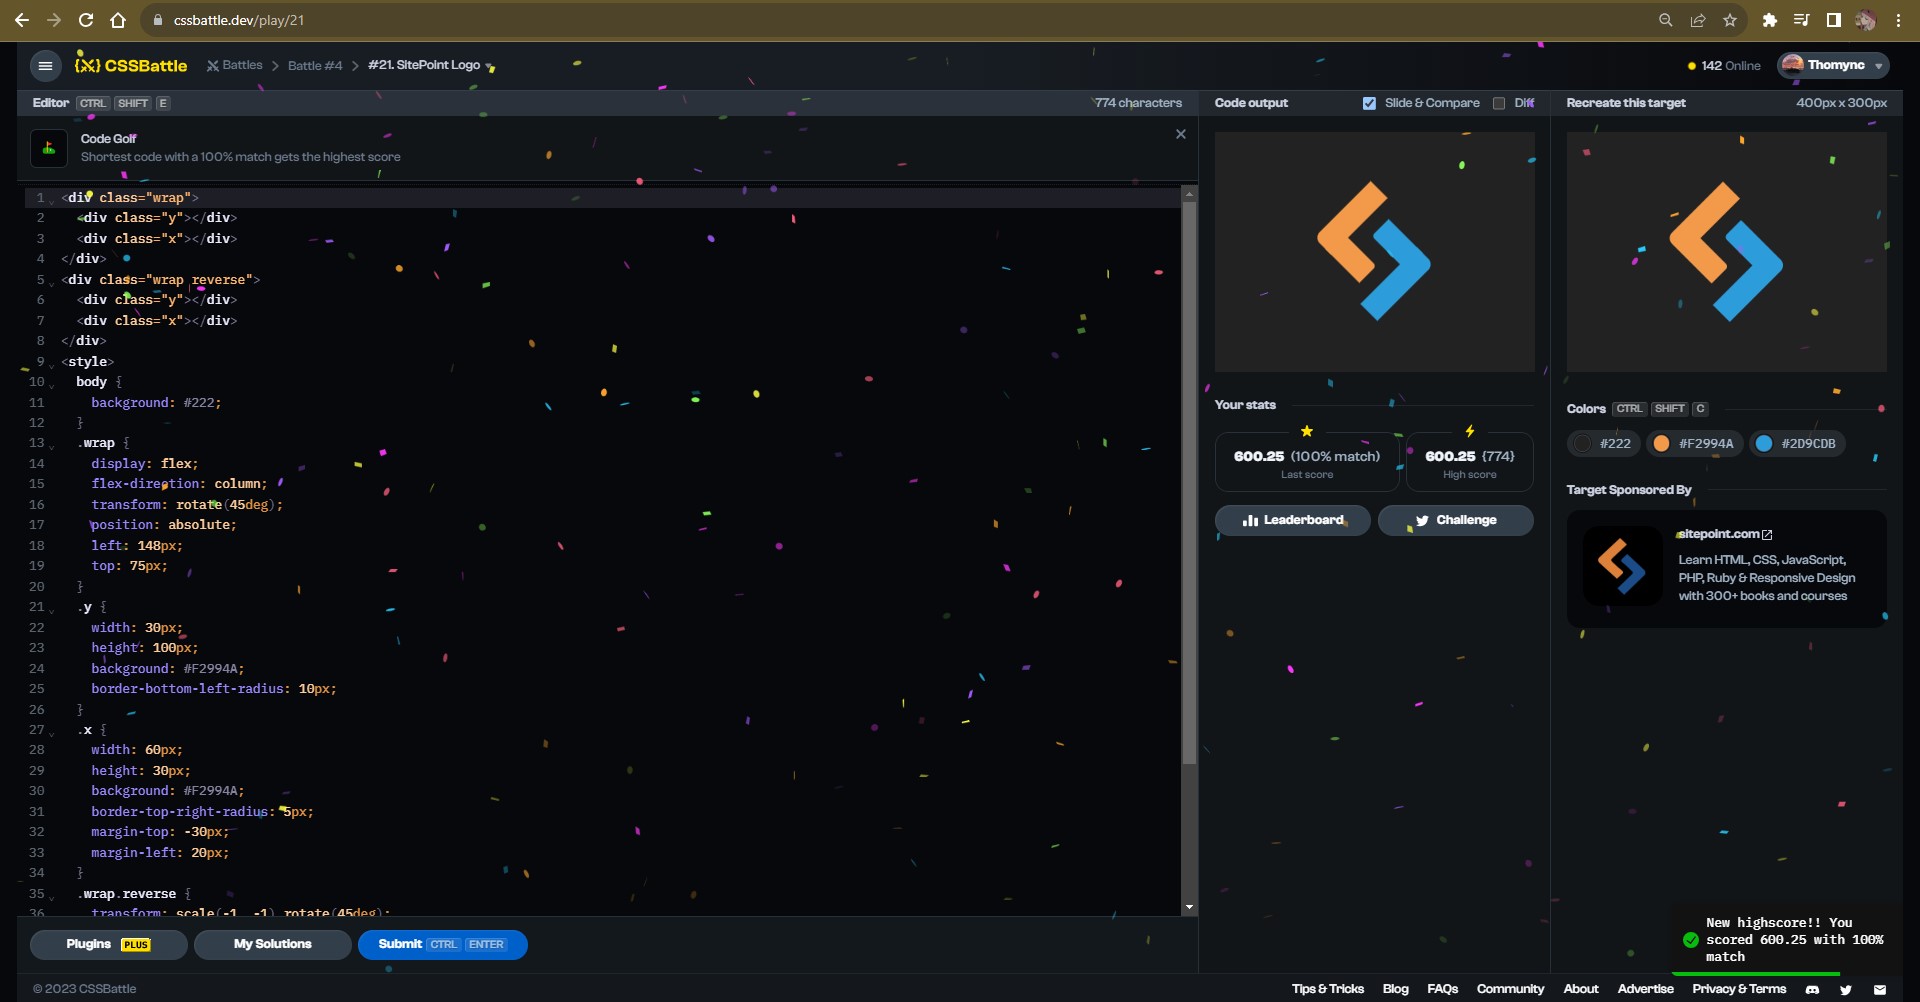 cssbattle.dev/play/21
CSSBattle
Battles
Battle #4
#21. SitePoint Logo
142 Online
Thomync
Editor CTRL SHIFT E
774 characters
Code output
Slide & Compare
Diff
Recreate this target
400px x 300px
Code Golf
Shortest code with a 100% match gets the highest score
1 <div class="wrap">
2 <div class="y"></div>
3 <div class="x"></div>
4 </div>
5 <div class="wrap reverse">
6 <div class="y"></div>
7 <div class="x"></div>
8 </div>
9 <style>
10 body {
11 background: #222;
12 }
13 .wrap {
14 display: flex;
15 flex-direction: column;
16 transform: rotate(45deg);
17 position: absolute;
18 left: 148px;
19 top: 75px;
20 }
21 .y {
22 width: 30px;
23 height: 100px;
24 background: #F2994A;
25 border-bottom-left-radius: 10px;
26 }
27 .x {
28 width: 60px;
29 height: 30px;
30 background: #F2994A;
31 border-top-right-radius: 5px;
32 margin-top: -30px;
33 margin-left: 20px;
34 }
35 .wrap.reverse {
36 transform: scale(-1, -1) rotate(45deg);
Your stats
600.25 (100% match)
Last score
600.25 {774}
High score
Leaderboard
Challenge
Colors CTRL SHIFT C
#222
#F2994A
#2D9CDB
Target Sponsored By
sitepoint.com
Learn HTML, CSS, JavaScript,
PHP, Ruby & Responsive Design
with 300+ books and courses
Plugins PLUS
My Solutions
Submit CTRL ENTER
New highscore!! You
scored 600.25 with 100%
match
© 2023 CSSBattle
Tips & Tricks
Blog
FAQs
Community
About
Advertise
Privacy & Terms